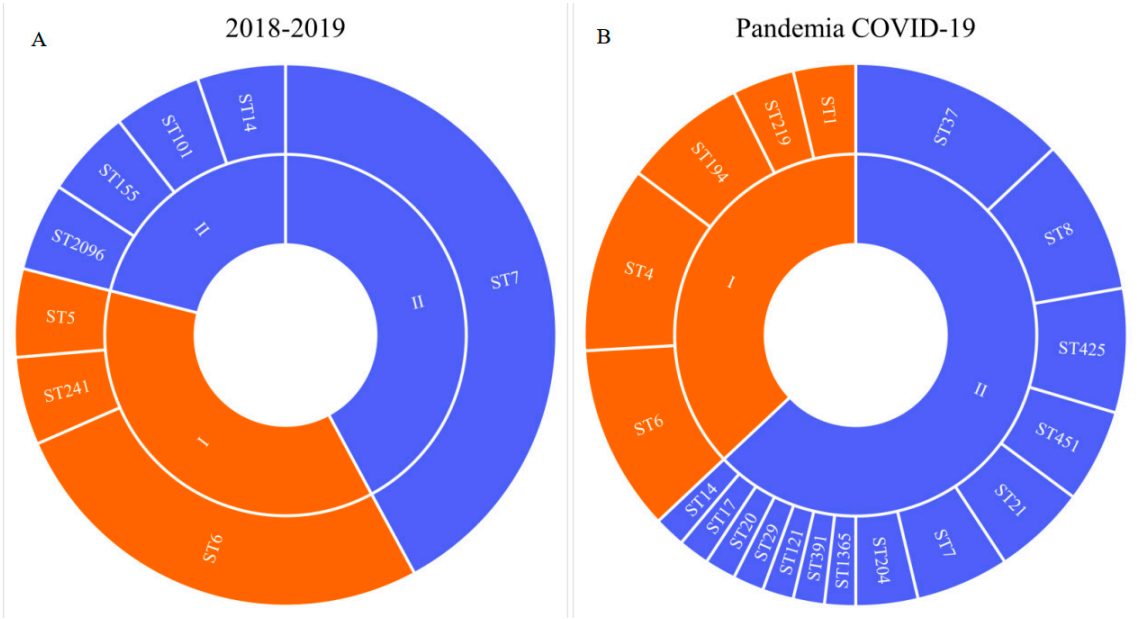 A
2018-2019
ST14
ST101
ST155
ST2096
II
ST7
II
ST5
ST241
I
ST6
B
Pandemia COVID-19
ST1
ST219
ST194
ST37
ST4
I
ST8
ST425
II
ST6
ST451
ST21
ST14
ST17
ST20
ST29
ST121
ST391
ST1365
ST204
ST7